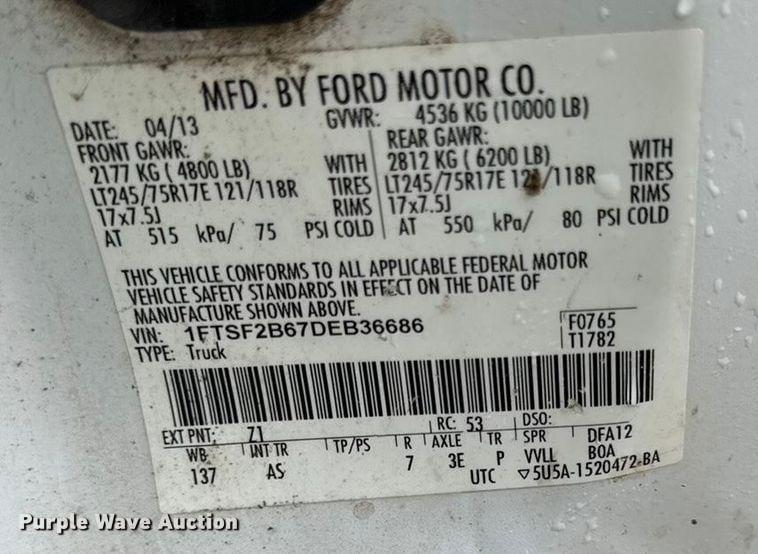 MFD. BY FORD MOTOR CO.
DATE: 04/13 GVWR: 4536 KG (10000 LB)
FRONT GAWR: REAR GAWR:
2177 KG ( 4800 LB) WITH 2812 KG ( 6200 LB) WITH
LT245/75R17E 121/118R TIRES LT245/75R17E 121/118R TIRES
17x7.5J RIMS 17x7.5J RIMS
AT 515 kPa/ 75 PSI COLD AT 550 kPa/ 80 PSI COLD
THIS VEHICLE CONFORMS TO ALL APPLICABLE FEDERAL MOTOR
VEHICLE SAFETY STANDARDS IN EFFECT ON THE DATE OF
MANUFACTURE SHOWN ABOVE.
VIN: 1FTSF2B67DEB36686 F0765
TYPE: Truck T1782
EXT PNT: Z1 RC: 53 DSO:
WB INT TR TP/PS R AXLE TR SPR DFA12
137 AS 7 3E P VVLL BOA
UTC ▽5U5A-1520472-BA
Purple Wave Auction